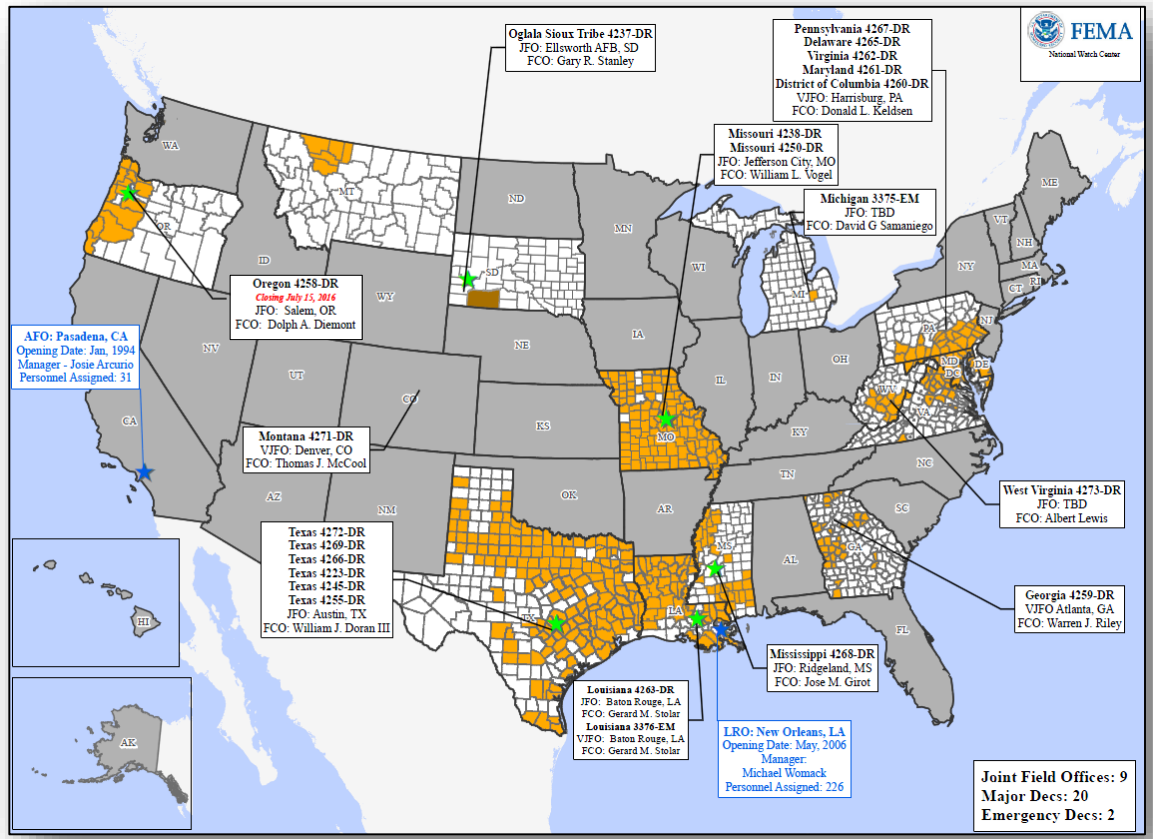 Oglala Sioux Tribe 4237-DR
JFO: Ellsworth AFB, SD
FCO: Gary R. Stanley
Pennsylvania 4267-DR
Delaware 4265-DR
Virginia 4262-DR
Maryland 4261-DR
District of Columbia 4260-DR
VJFO: Harrisburg, PA
FCO: Donald L. Keldsen
FEMA
National Watch Center
Missouri 4238-DR
Missouri 4250-DR
JFO: Jefferson City, MO
FCO: William L. Vogel
Michigan 3375-EM
JFO: TBD
FCO: David G Samaniego
WA
MT
ND
MN
ME
VT
NH
OR
ID
SD
WI
MI
NY
MA
CT
RI
Oregon 4258-DR
Closing July 15, 2016
JFO: Salem, OR
FCO: Dolph A. Diemont
WY
AFO: Pasadena, CA
Opening Date: Jan, 1994
Manager - Josie Arcurio
Personnel Assigned: 31
NV
UT
CO
NE
IA
IL
IN
OH
PA
NJ
MD
DC
DE
WV
VA
CA
KS
MO
KY
Montana 4271-DR
VJFO: Denver, CO
FCO: Thomas J. McCool
AZ
NM
OK
AR
TN
NC
SC
West Virginia 4273-DR
JFO: TBD
FCO: Albert Lewis
Texas 4272-DR
Texas 4269-DR
Texas 4266-DR
Texas 4223-DR
Texas 4245-DR
Texas 4255-DR
JFO: Austin, TX
FCO: William J. Doran III
TX
LA
MS
AL
GA
FL
Georgia 4259-DR
VJFO Atlanta, GA
FCO: Warren J. Riley
HI
Mississippi 4268-DR
JFO: Ridgeland, MS
FCO: Jose M. Girot
Louisiana 4263-DR
JFO: Baton Rouge, LA
FCO: Gerard M. Stolar
Louisiana 3376-EM
VJFO: Baton Rouge, LA
FCO: Gerard M. Stolar
LRO: New Orleans, LA
Opening Date: May, 2006
Manager:
Michael Womack
Personnel Assigned: 226
AK
Joint Field Offices: 9
Major Decs: 20
Emergency Decs: 2